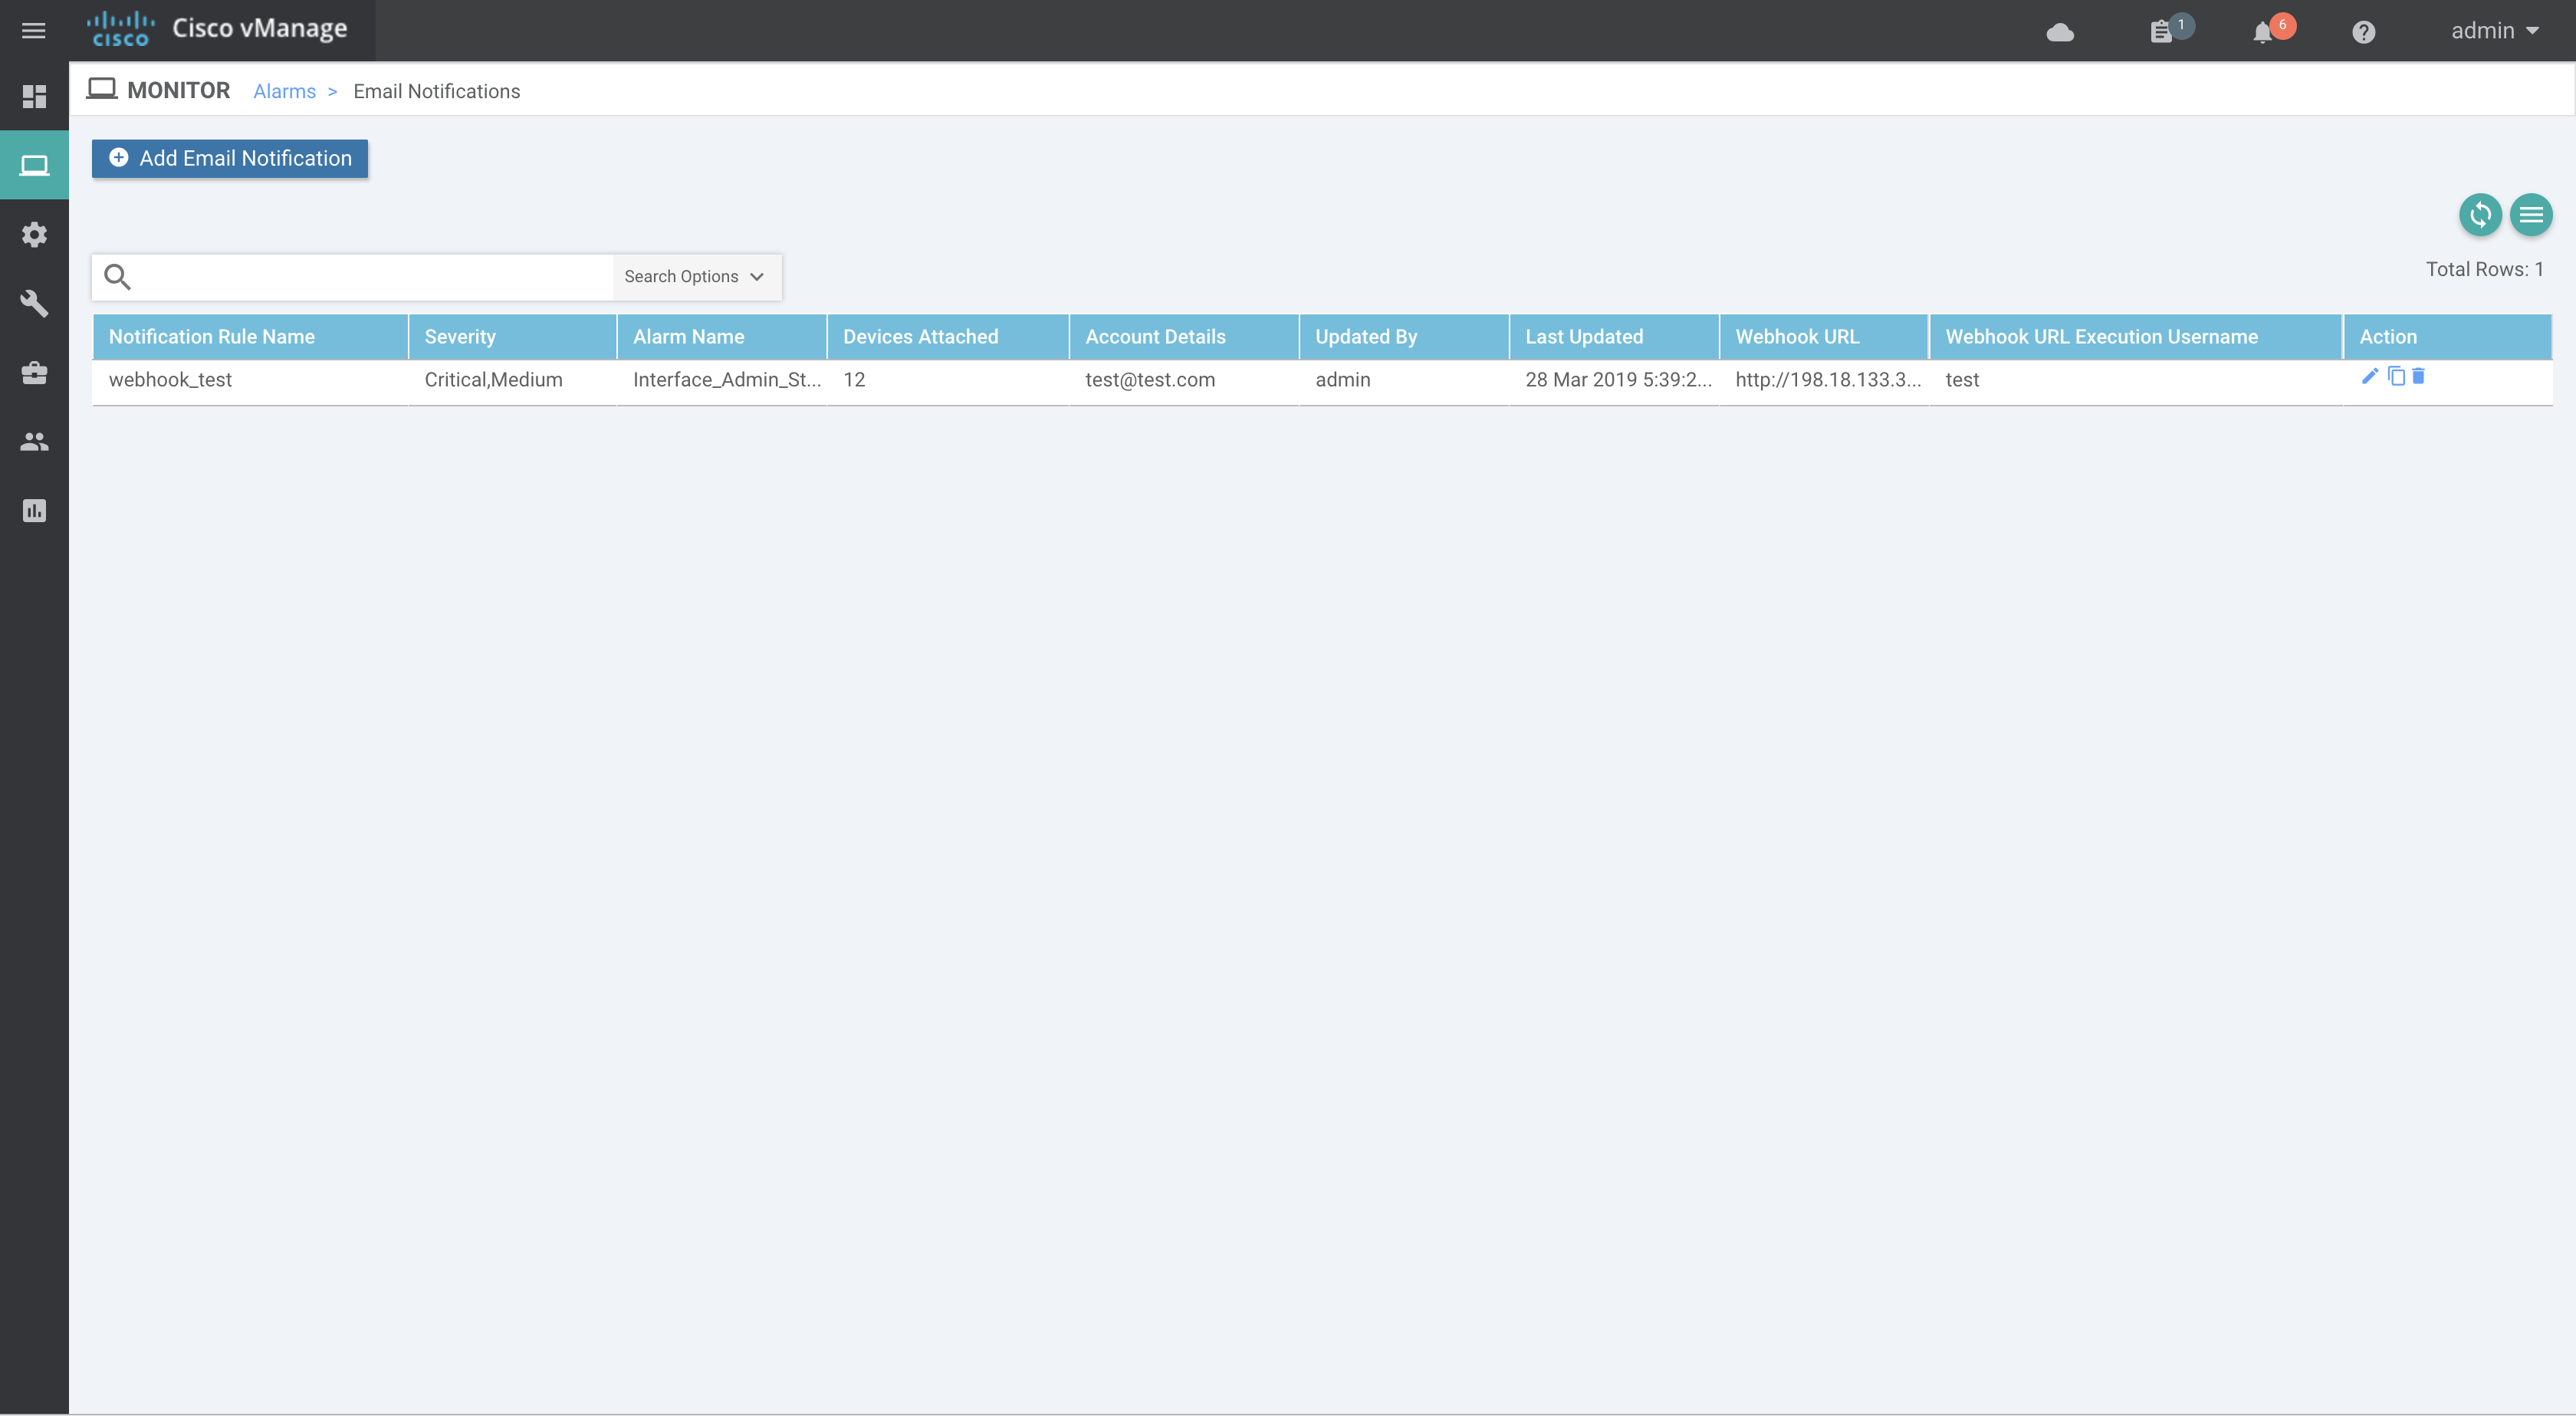 CISCO Cisco vManage 1 6 admin
MONITOR Alarms > Email Notifications
Add Email Notification
Search Options
Total Rows: 1
Notification Rule Name Severity Alarm Name Devices Attached Account Details Updated By Last Updated Webhook URL Webhook URL Execution Username Action
webhook_test Critical,Medium Interface_Admin_St... 12 test@test.com admin 28 Mar 2019 5:39:2... http://198.18.133.3... test